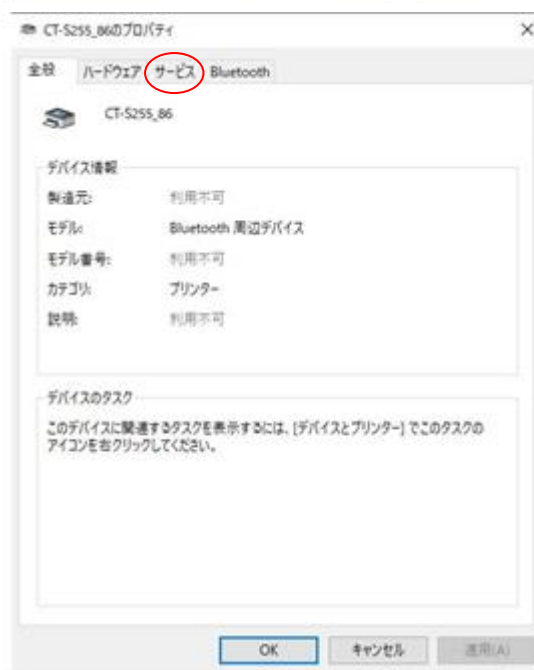 CT-S255_86のプロパティ
全般 ハードウェア サービス Bluetooth
CT-S255_86
デバイス情報
製造元: 利用不可
モデル: Bluetooth 周辺デバイス
モデル番号: 利用不可
カテゴリ: プリンター
説明: 利用不可
デバイスのタスク
このデバイスに関連するタスクを表示するには、[デバイスとプリンター] でこのタスクの
アイコンを右クリックしてください。
OK キャンセル 適用(A)